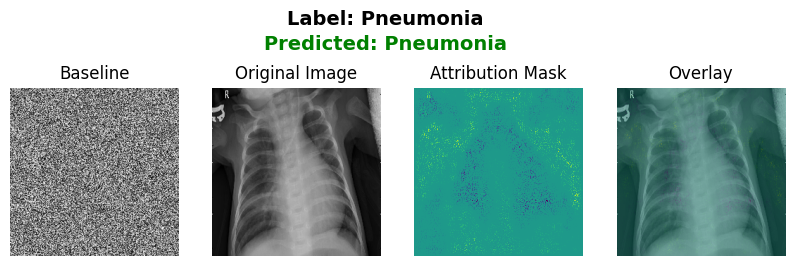 Label: Pneumonia
Predicted: Pneumonia
Baseline
Original Image
Attribution Mask
Overlay
R
R